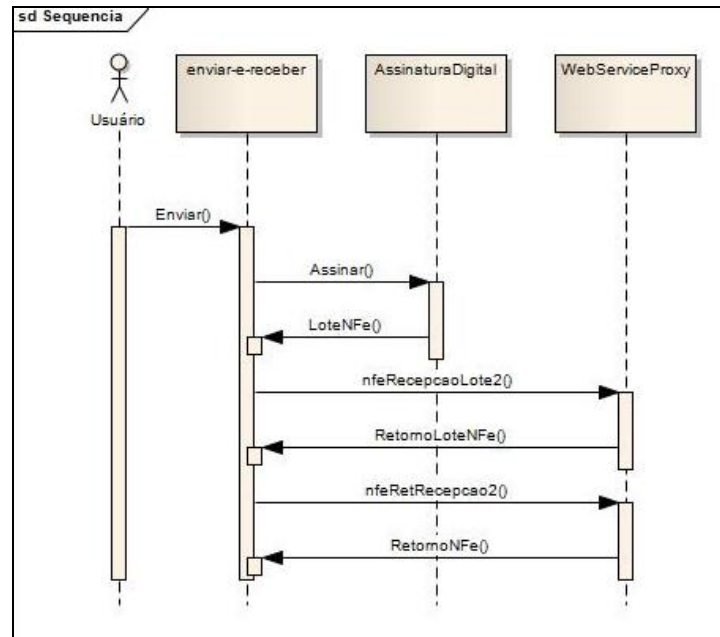 sd Sequencia
Usuário
enviar-e-receber
AssinaturaDigital
WebServiceProxy
Enviar()
Assinar()
LoteNFe()
nfeRecepcaoLote2()
RetornoLoteNFe()
nfeRetRecepcao2()
RetornoNFe()